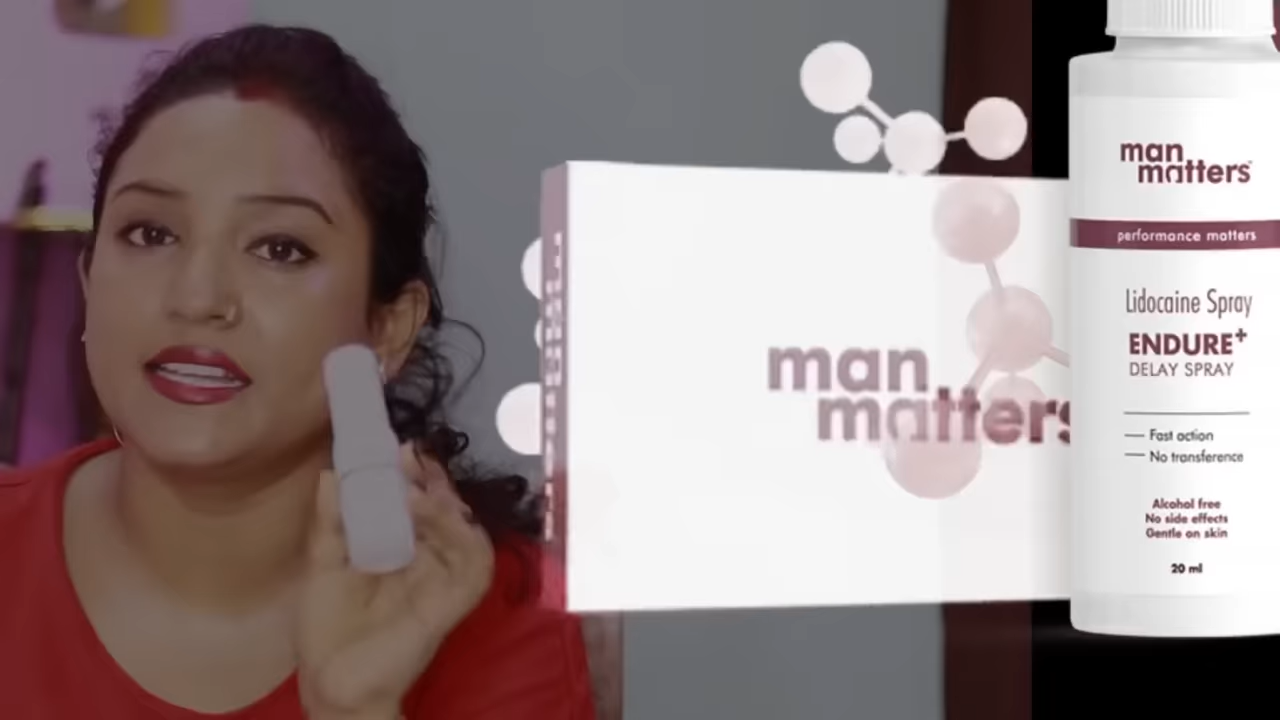 man
matters
man
matters
performance matters
Lidocaine Spray
ENDURE+
DELAY SPRAY
— Fast action
— No transference
Alcohol free
No side effects
Gentle on skin
20 ml